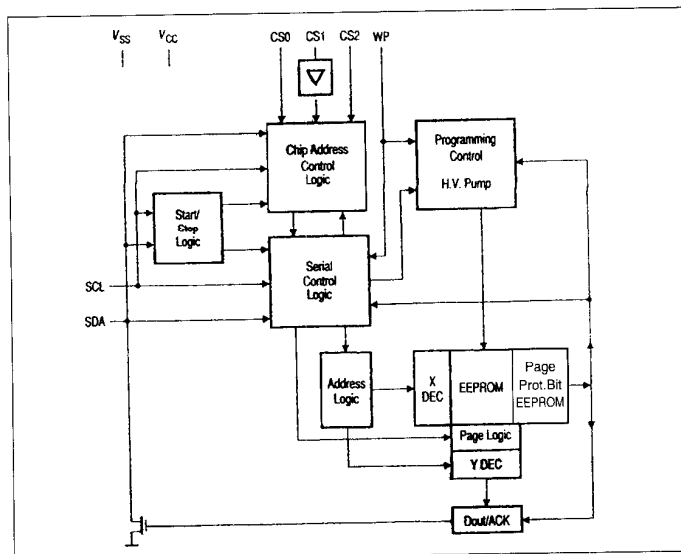 VSS VCC CS0 CS1 CS2 WP
Chip Address
Control
Logic
Programming
Control
H.V. Pump
Start/
Stop
Logic
Serial
Control
Logic
SCL
SDA
Address
Logic
X
DEC
EEPROM
Page
Prot.Bit
EEPROM
Page Logic
Y DEC
Dout/ACK